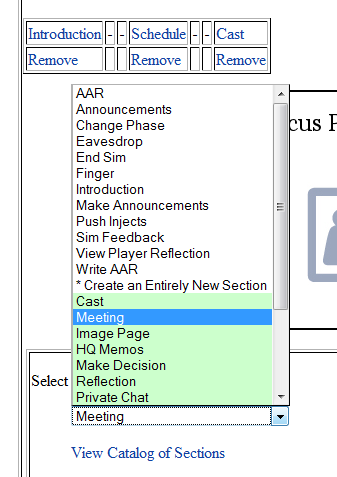 Introduction - - Schedule - - Cast
Remove Remove Remove
AAR
Announcements
Change Phase
Eavesdrop
End Sim
Finger
Introduction
Make Announcements
Push Injects
Sim Feedback
View Player Reflection
Write AAR
* Create an Entirely New Section
Cast
Meeting
Image Page
HQ Memos
Make Decision
Reflection
Private Chat
cus P
Select
Meeting
View Catalog of Sections